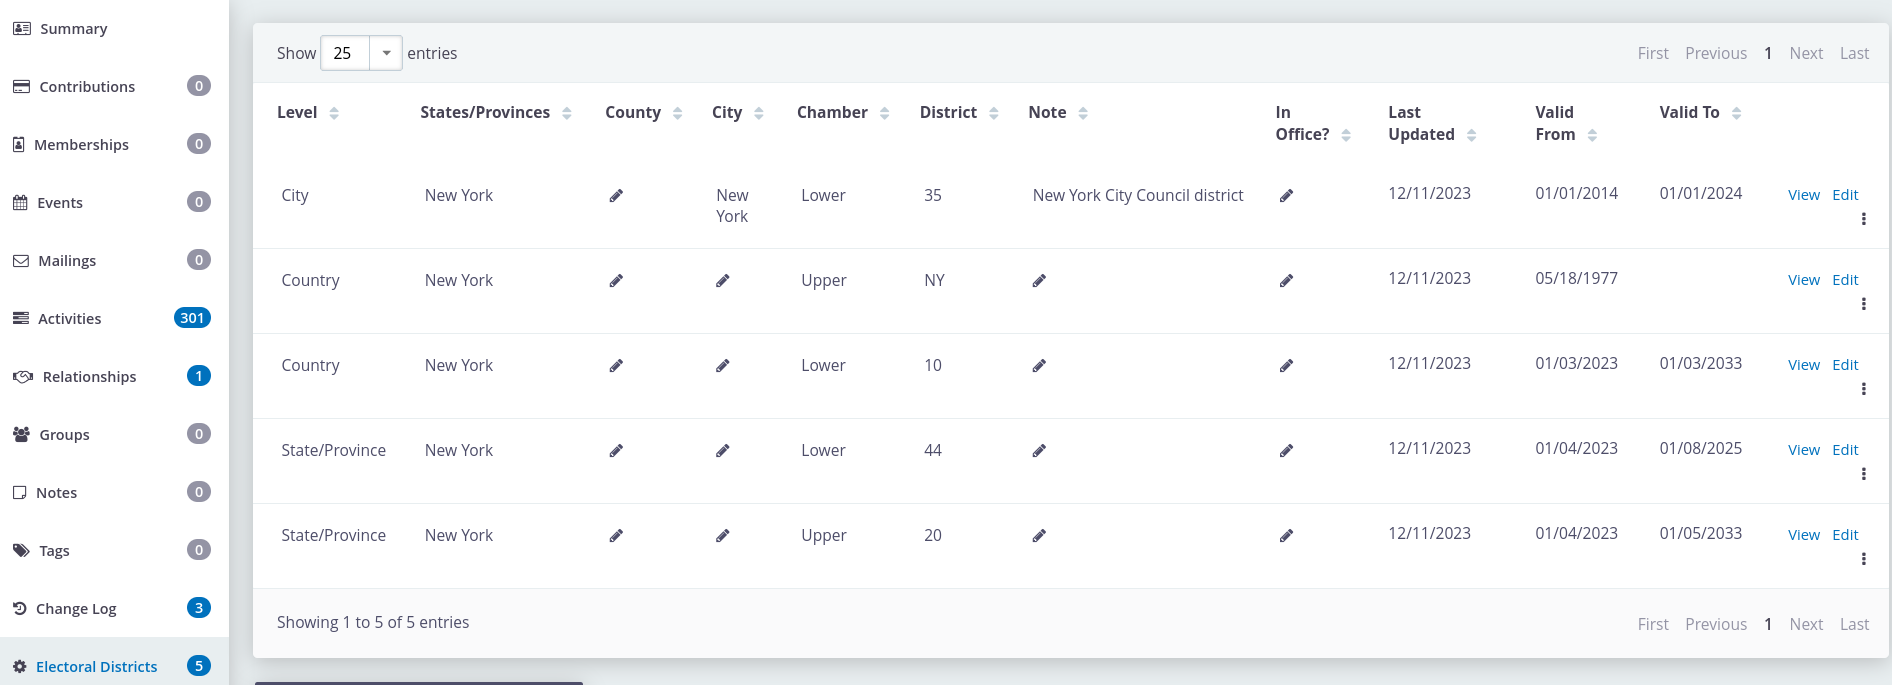 Summary
Contributions 0
Memberships 0
Events 0
Mailings 0
Activities 301
Relationships 1
Groups 0
Notes 0
Tags 0
Change Log 3
Electoral Districts 5
Show 25 entries
First Previous 1 Next Last
Level States/Provinces County City Chamber District Note In Office? Last Updated Valid From Valid To
City New York New York Lower 35 New York City Council district 12/11/2023 01/01/2014 01/01/2024 View Edit
Country New York Upper NY 12/11/2023 05/18/1977 View Edit
Country New York Lower 10 12/11/2023 01/03/2023 01/03/2033 View Edit
State/Province New York Lower 44 12/11/2023 01/04/2023 01/08/2025 View Edit
State/Province New York Upper 20 12/11/2023 01/04/2023 01/05/2033 View Edit
Showing 1 to 5 of 5 entries
First Previous 1 Next Last